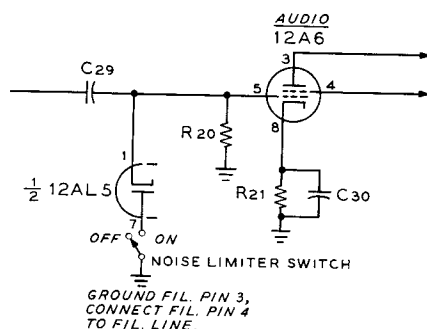 AUDIO
12A6
3
C29
5
4
8
R20
1
½ 12AL5
R21
C30
7
OFF
ON
NOISE LIMITER SWITCH
GROUND FIL. PIN 3,
CONNECT FIL. PIN 4
TO FIL. LINE.